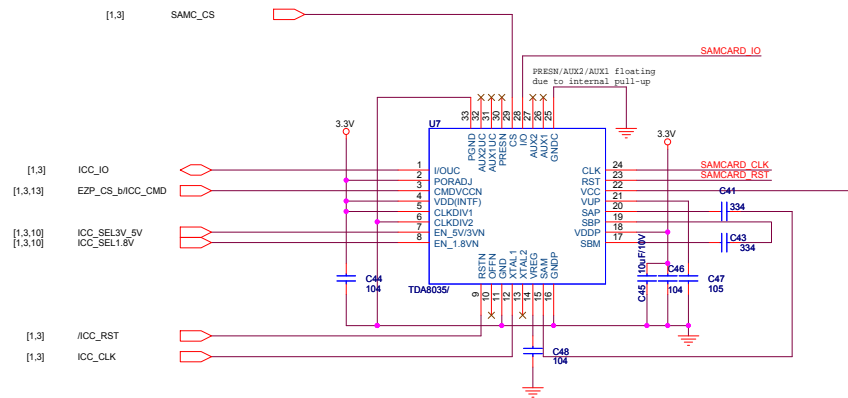 [1,3] SAMC_CS
SAMCARD_IO
PRESN/AUX2/AUX1 floating
due to internal pull-up
33 32 31 30 29 28 27 26 25
U7
PGND AUX2UC AUX1UC PRESN CS I/O AUX2 AUX1 GNDC
3.3V
3.3V
[1,3] ICC_IO
1 I/OUC
CLK 24 SAMCARD_CLK
2 PORADJ
RST 23 SAMCARD_RST
[1,3,13] EZP_CS_b/ICC_CMD
3 CMDVCCN
VCC 22
4 VDD(INTF)
VUP 21
C41
334
5 CLKDIV1
SAP 20
6 CLKDIV2
SBP 19
[1,3,10] ICC_SEL3V_5V
7 EN_5V/3VN
VDDP 18
[1,3,10] ICC_SEL1.8V
8 EN_1.8VN
SBM 17
C43
334
RSTN OFFN GND XTAL1 XTAL2 VREG SAM GNDP
TDA8035/
9 10 11 12 13 14 15 16
C44
104
C45 10uF/10V
C46
104
C47
105
[1,3] /ICC_RST
[1,3] ICC_CLK
C48
104